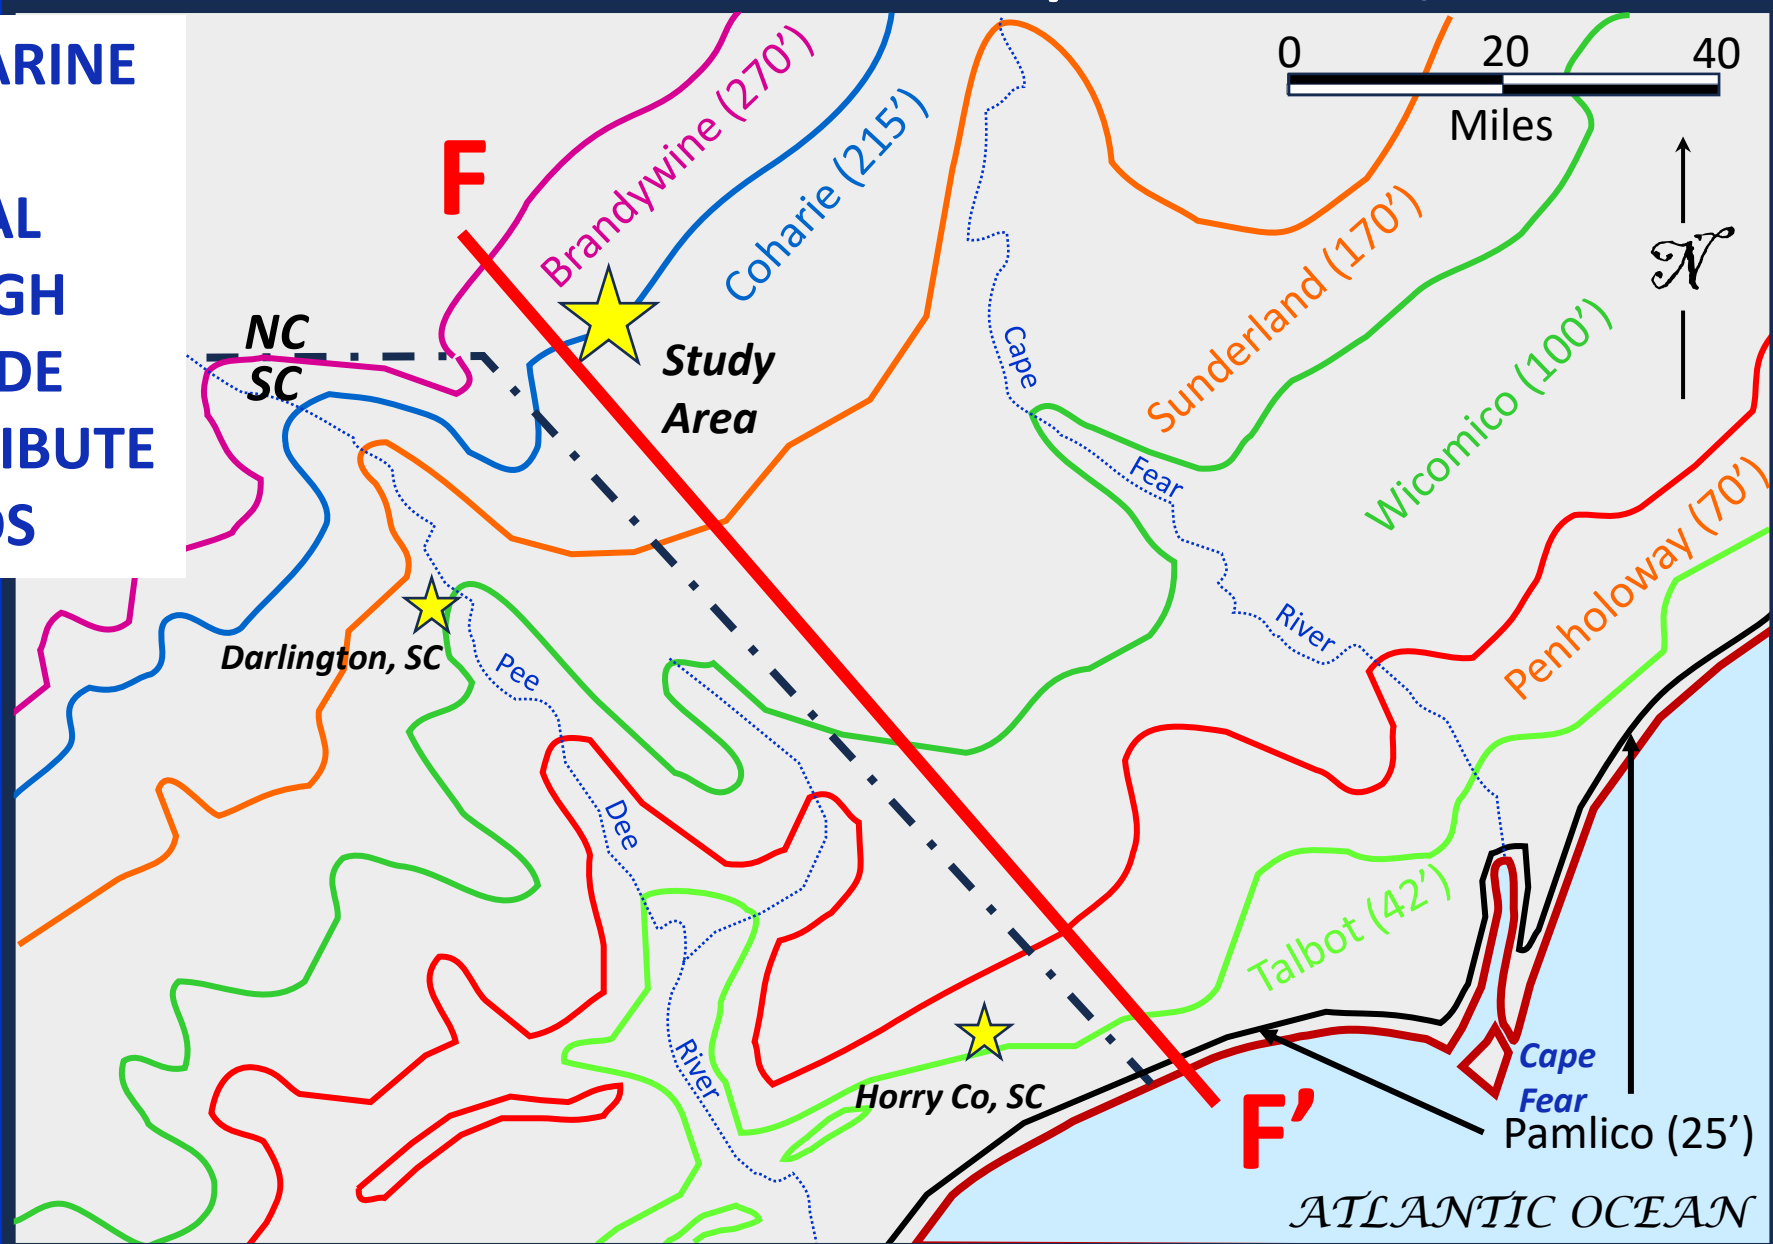 ARINE
AL
GH
DE
IBUTE
DS
0 20 40
Miles
N
F
Brandywine (270’)
Coharie (215’)
Sunderland (170’)
Wicomico (100’)
Penholoway (70’)
Talbot (42’)
NC
SC
Study
Area
Cape
Fear
River
Darlington, SC
Pee
Dee
River
Horry Co, SC
F’
Cape
Fear
Pamlico (25’)
ATLANTIC OCEAN